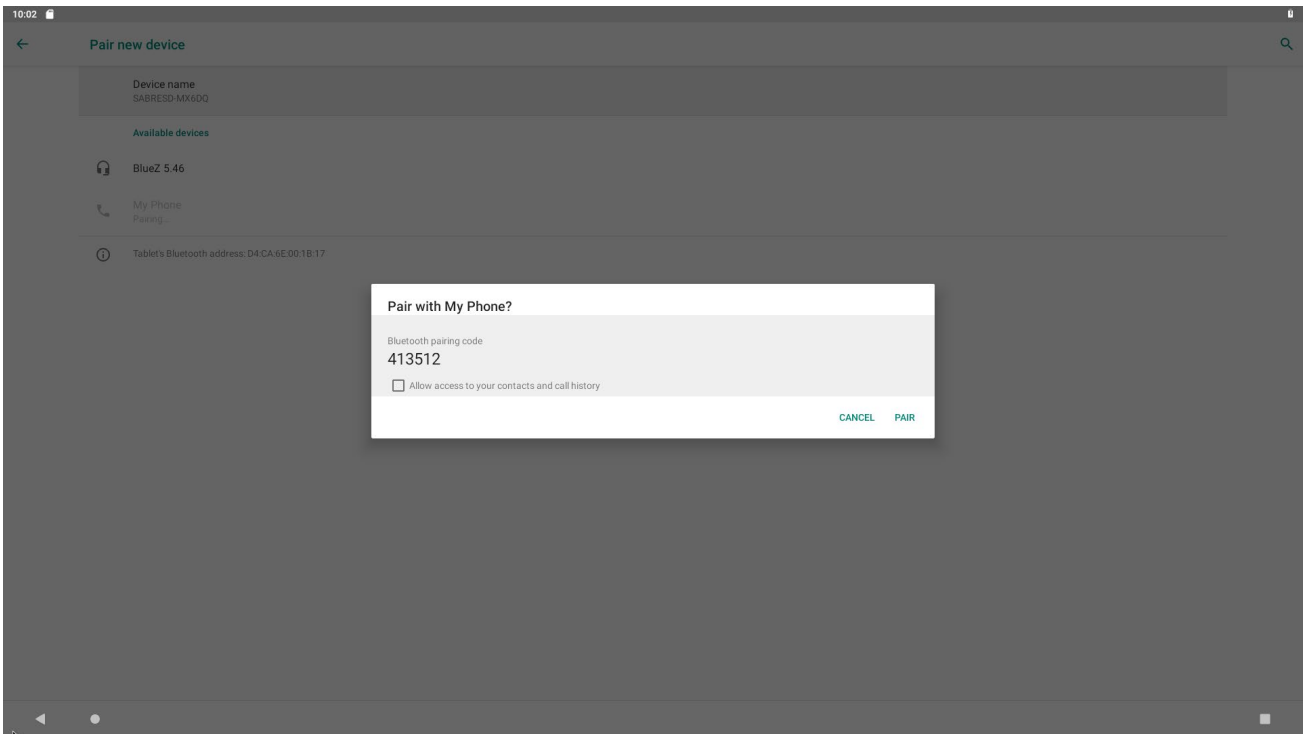 10:02
Pair new device
Device name
SABRESD-MX6DQ
Available devices
BlueZ 5.46
My Phone
Pairing...
Tablet's Bluetooth address: D4:CA:6E:00:1B:17
Pair with My Phone?
Bluetooth pairing code
413512
Allow access to your contacts and call history
CANCEL PAIR